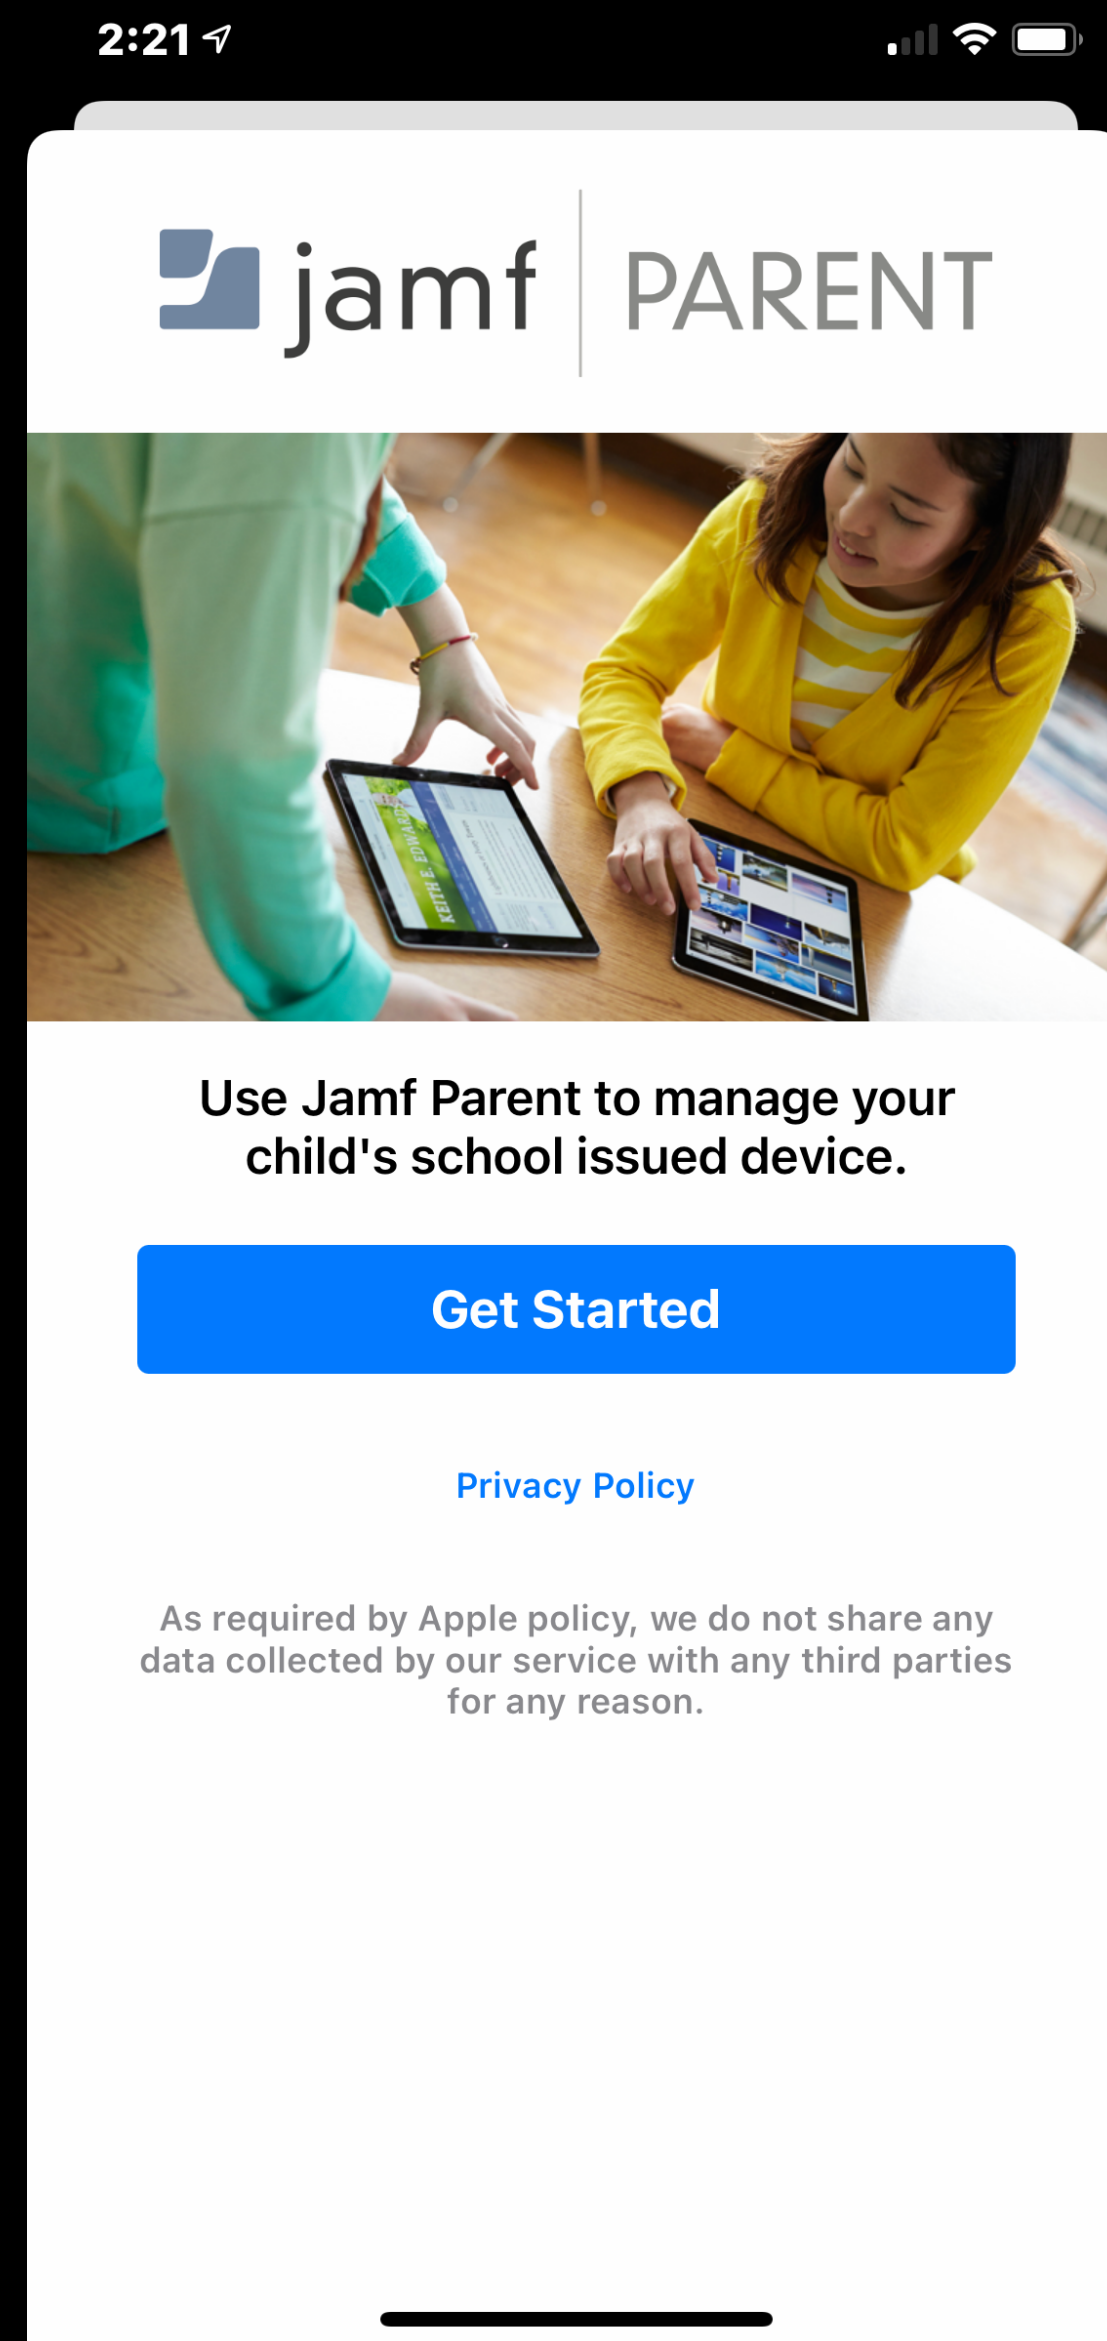 2:21
jamf PARENT
KEITH E. EDWARD
Use Jamf Parent to manage your
child's school issued device.
Get Started
Privacy Policy
As required by Apple policy, we do not share any
data collected by our service with any third parties
for any reason.